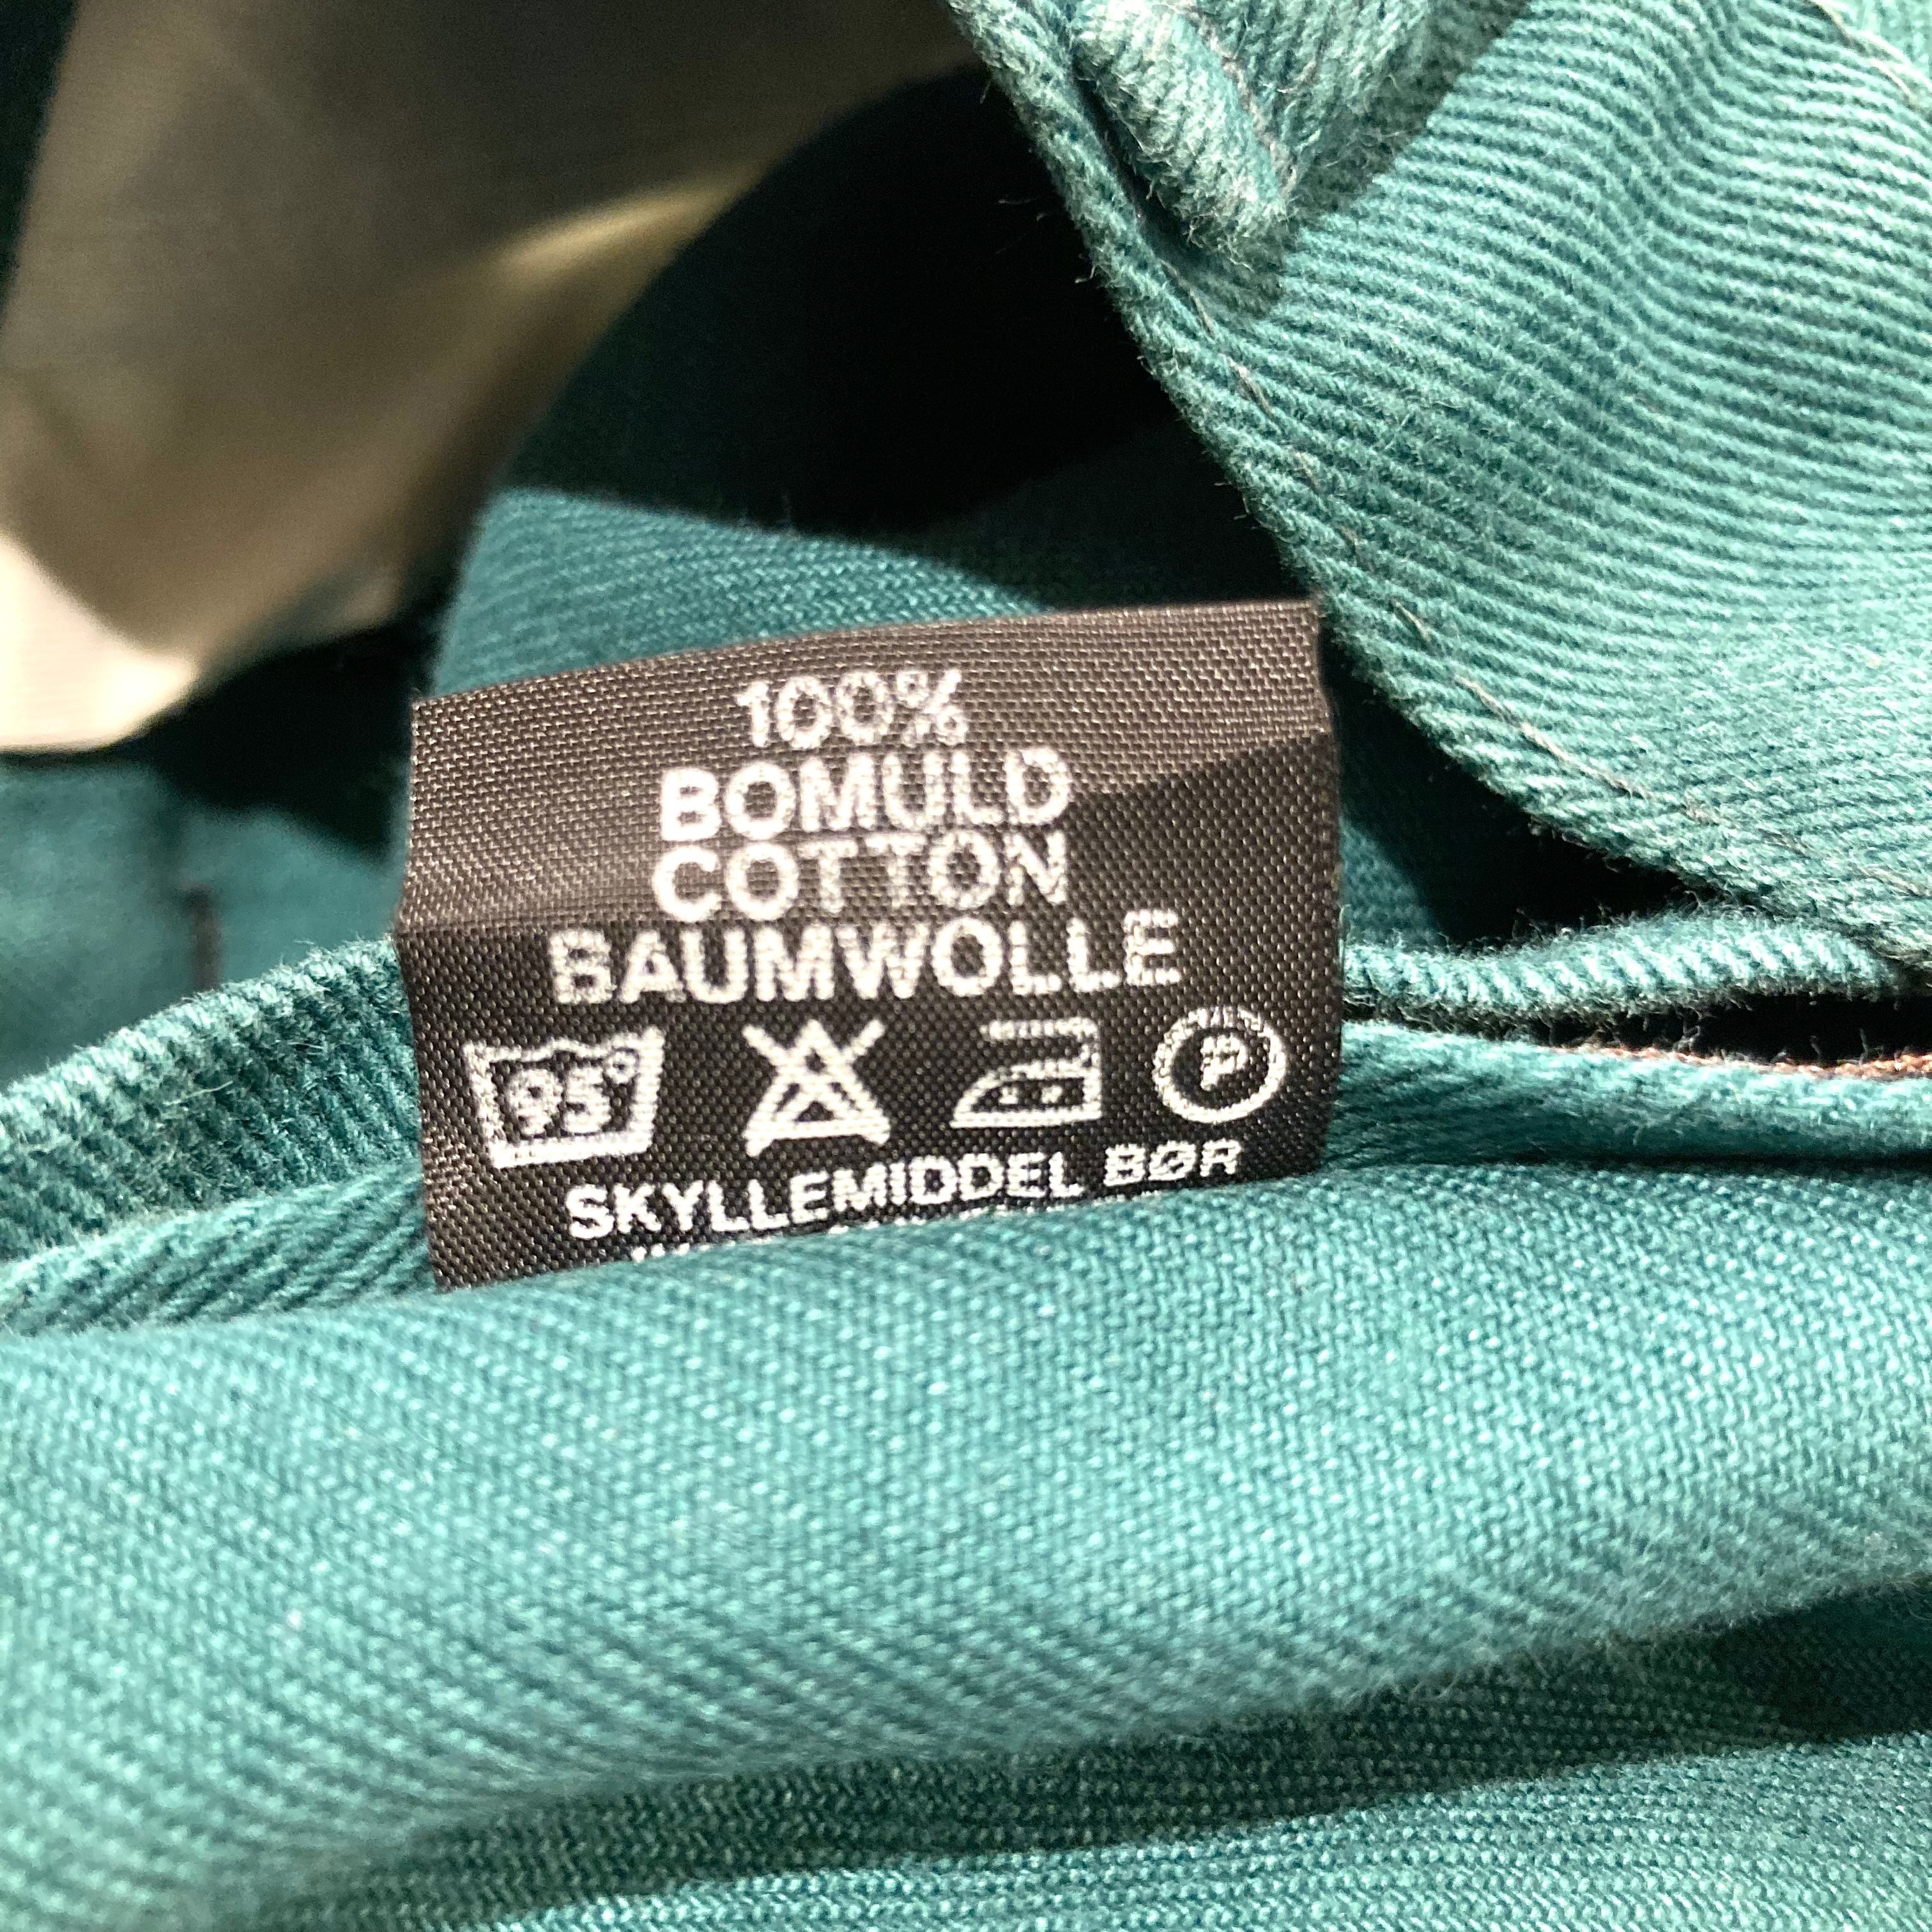 100%
BOMULD
COTTON
BAUMWOLLE
95°
P
SKYLLEMIDDEL BØR